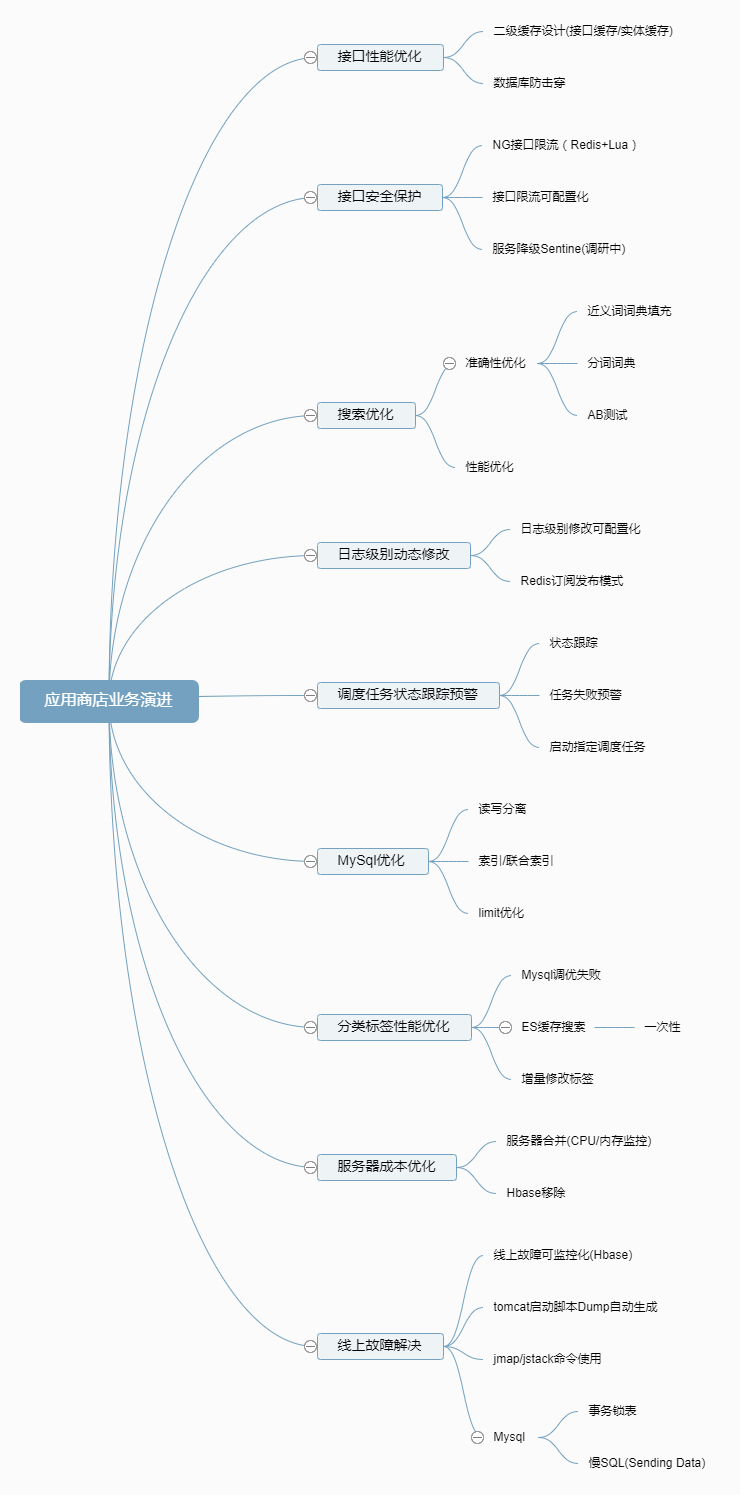 二级缓存设计(接口缓存/实体缓存)
接口性能优化
数据库防击穿
NG接口限流（Redis+Lua）
接口安全保护
接口限流可配置化
服务降级Sentine(调研中)
近义词词典填充
准确性优化
分词词典
AB测试
搜索优化
性能优化
日志级别修改可配置化
日志级别动态修改
Redis订阅发布模式
状态跟踪
应用商店业务演进
调度任务状态跟踪预警
任务失败预警
启动指定调度任务
读写分离
MySql优化
索引/联合索引
limit优化
Mysql调优失败
分类标签性能优化
ES缓存搜索
一次性
增量修改标签
服务器合并(CPU/内存监控)
服务器成本优化
Hbase移除
线上故障可监控化(Hbase)
tomcat启动脚本Dump自动生成
线上故障解决
jmap/jstack命令使用
事务锁表
Mysql
慢SQL(Sending Data)